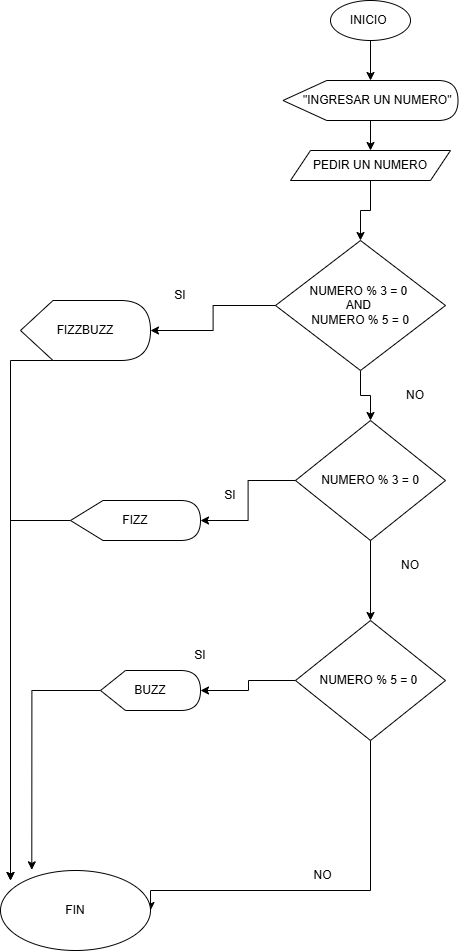 INICIO
"INGRESAR UN NUMERO"
PEDIR UN NUMERO
NUMERO % 3 = 0
AND
NUMERO % 5 = 0
SI
FIZZBUZZ
NO
NUMERO % 3 = 0
SI
FIZZ
NO
NUMERO % 5 = 0
SI
BUZZ
NO
FIN